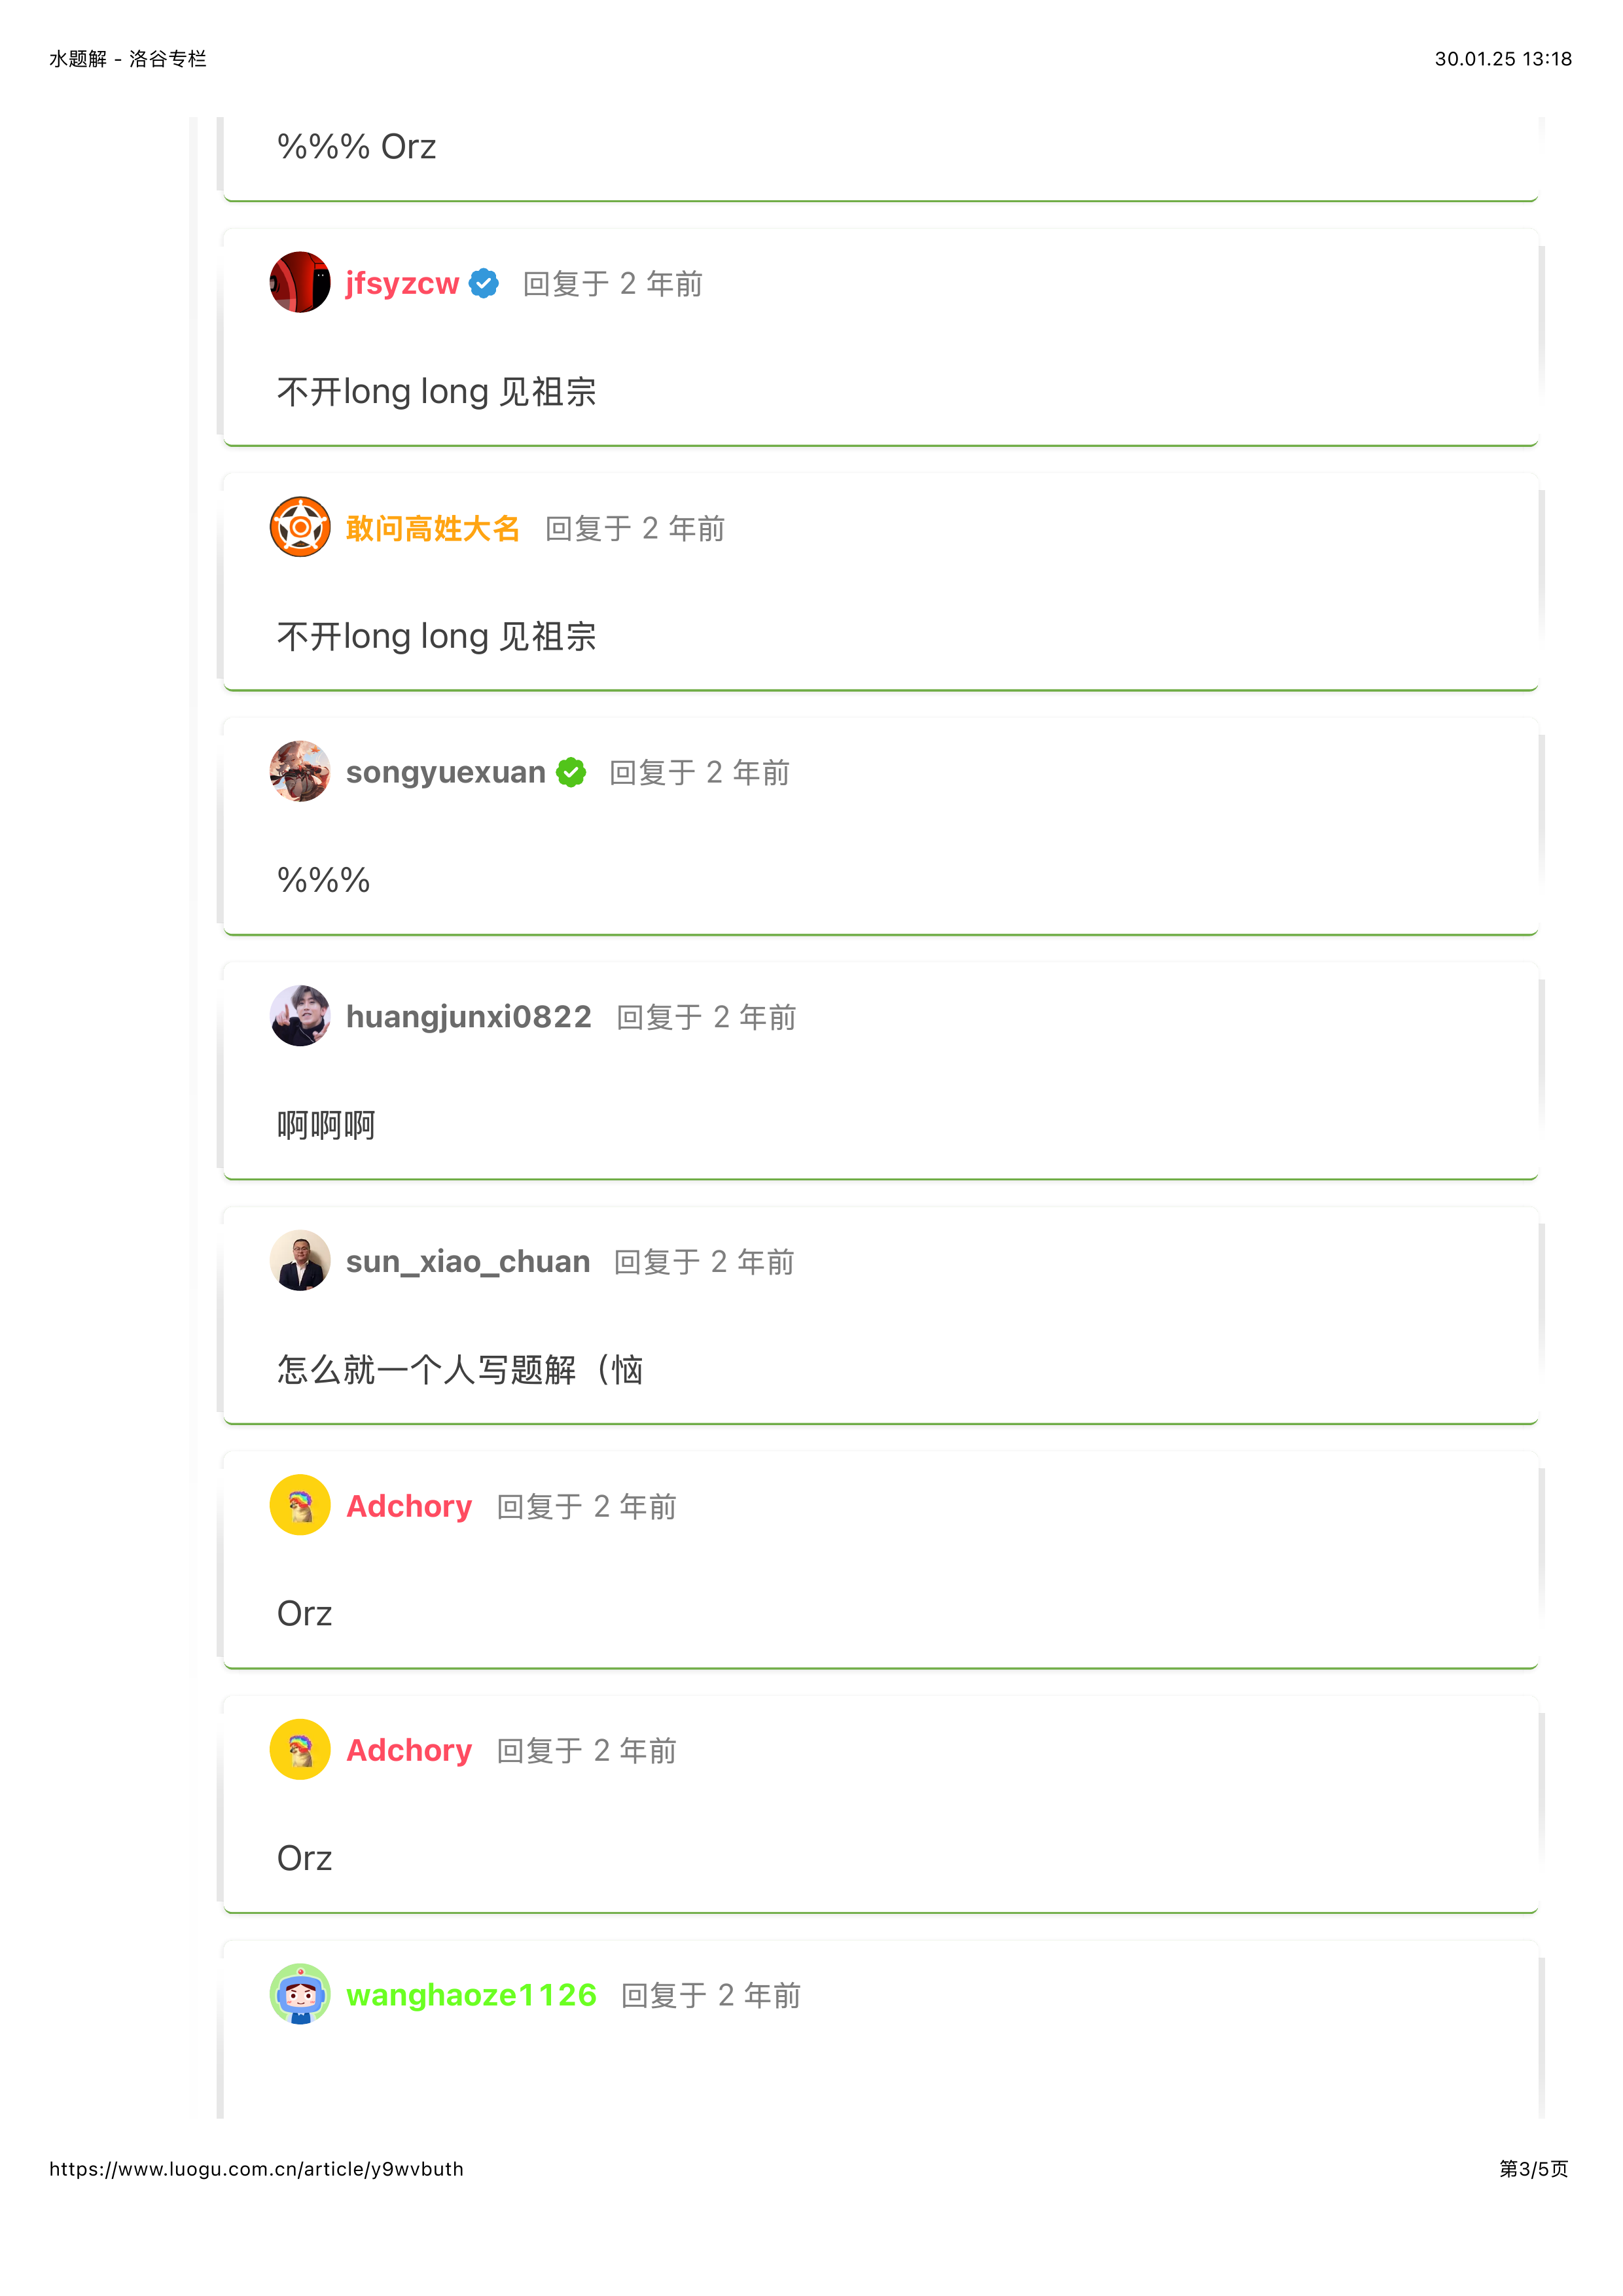 水题解 - 洛谷专栏
30.01.25 13:18
%%% Orz
jfsyzcw 回复于 2 年前
不开long long 见祖宗
敢问高姓大名 回复于 2 年前
不开long long 见祖宗
songyuexuan 回复于 2 年前
%%%
huangjunxi0822 回复于 2 年前
啊啊啊
sun_xiao_chuan 回复于 2 年前
怎么就一个人写题解（恼
Adchory 回复于 2 年前
Orz
Adchory 回复于 2 年前
Orz
wanghaoze1126 回复于 2 年前
https://www.luogu.com.cn/article/y9wvbuth
第3/5页